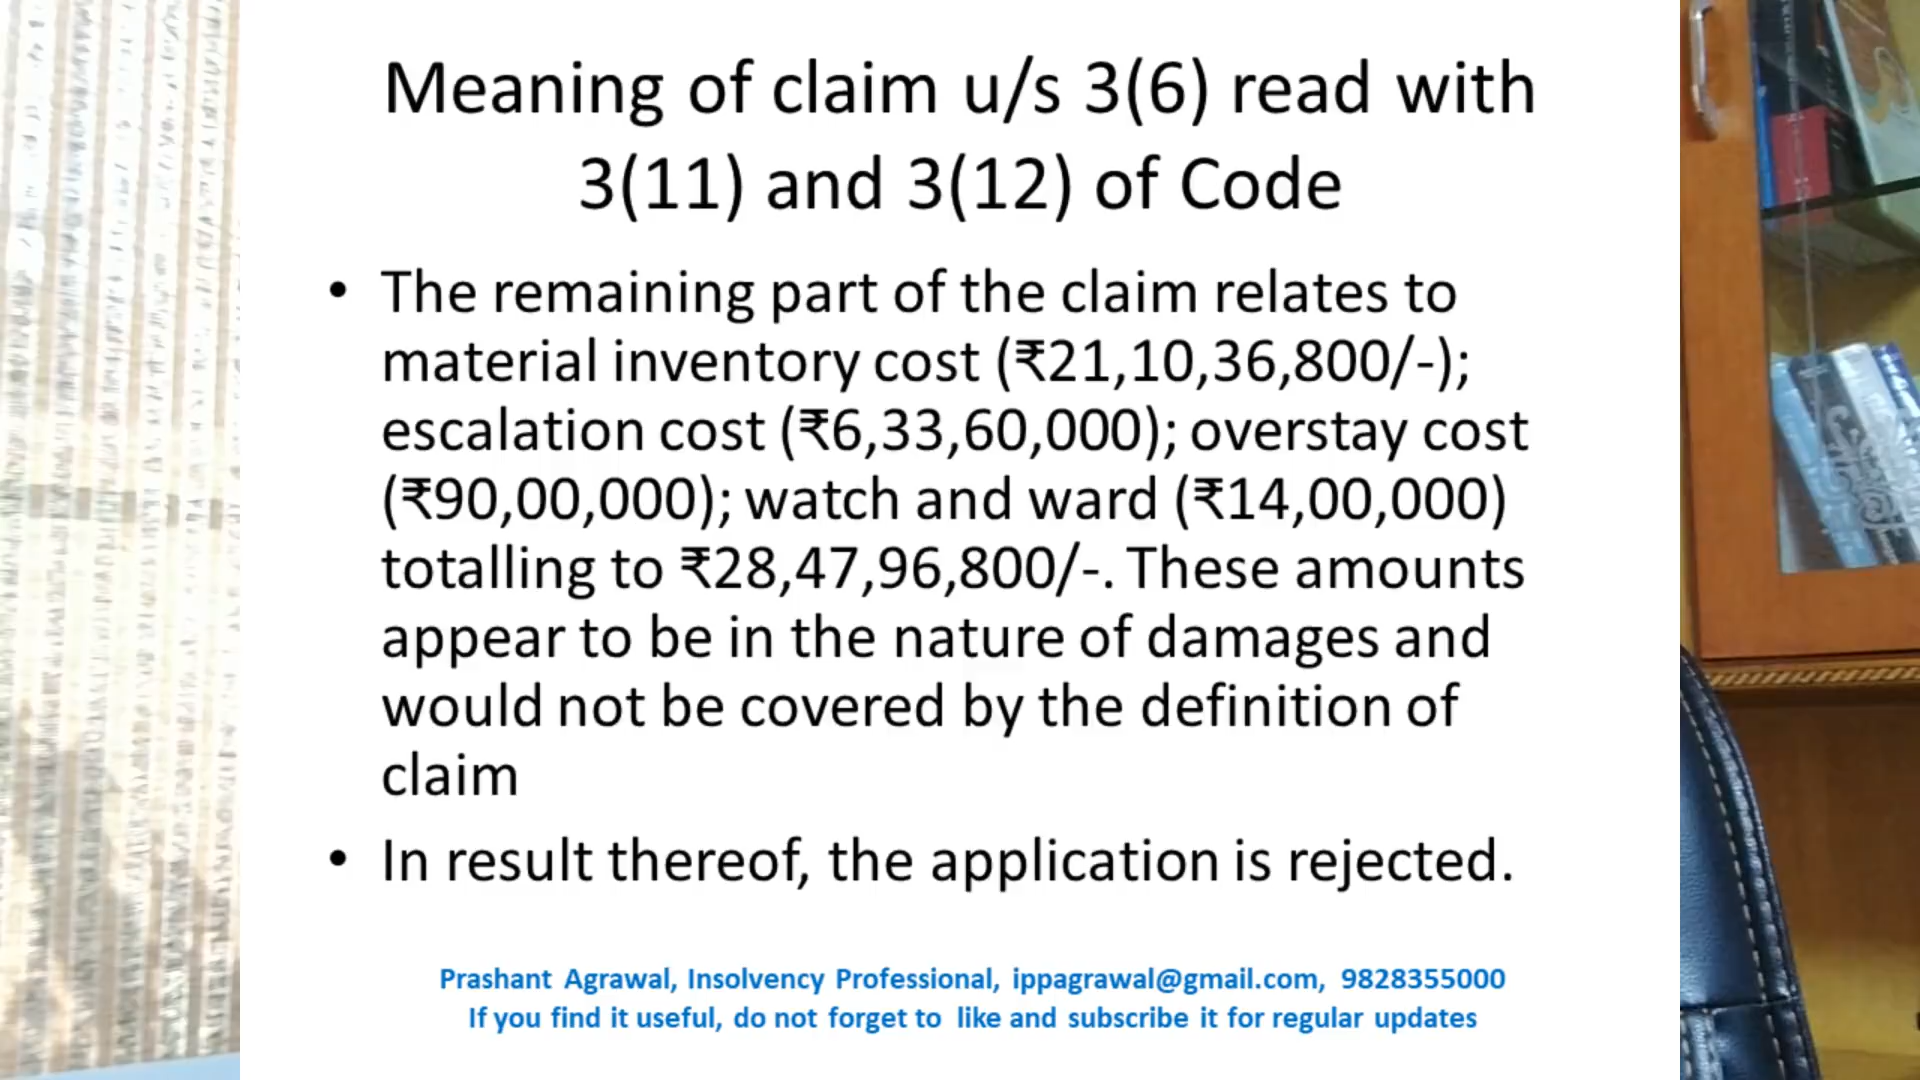 Meaning of claim u/s 3(6) read with
3(11) and 3(12) of Code
• The remaining part of the claim relates to
material inventory cost (₹21,10,36,800/-);
escalation cost (₹6,33,60,000); overstay cost
(₹90,00,000); watch and ward (₹14,00,000)
totalling to ₹28,47,96,800/-. These amounts
appear to be in the nature of damages and
would not be covered by the definition of
claim
• In result thereof, the application is rejected.
Prashant Agrawal, Insolvency Professional, ippagrawal@gmail.com, 9828355000
If you find it useful, do not forget to like and subscribe it for regular updates